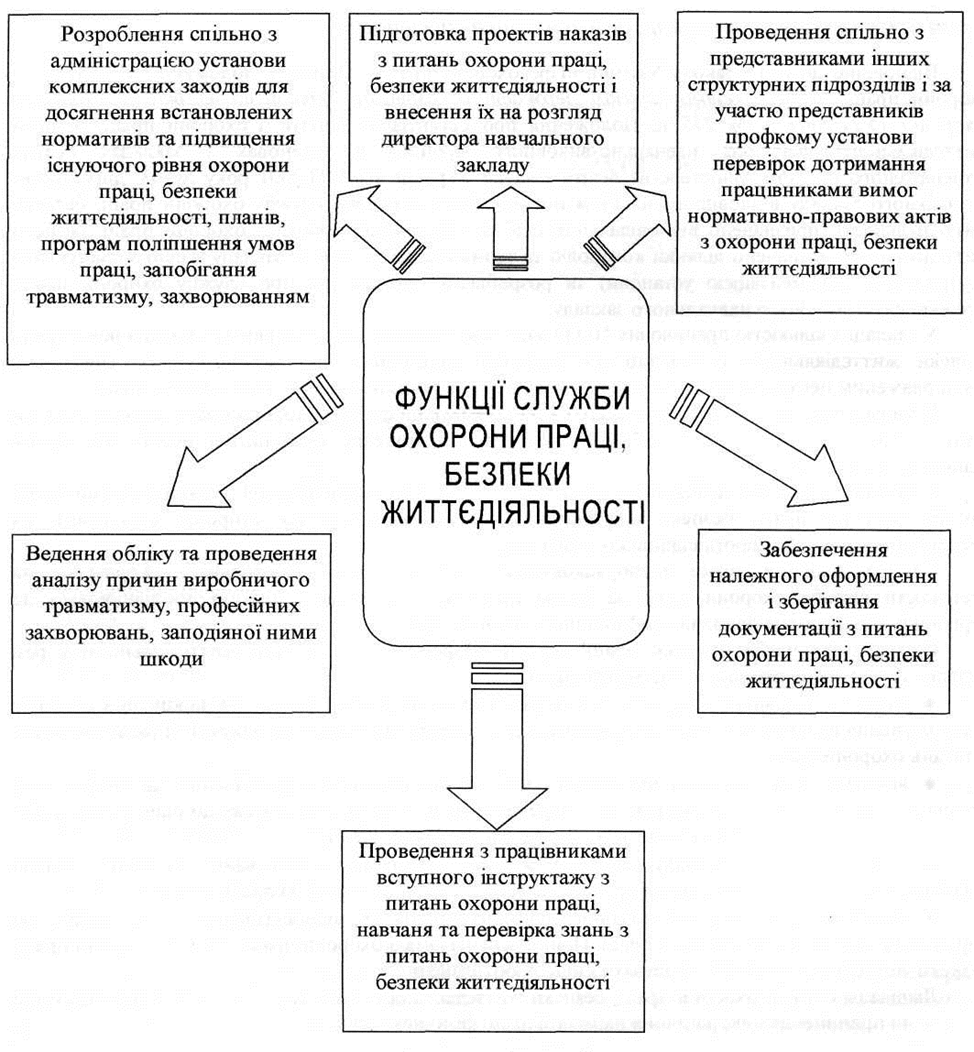 Розроблення спільно з
адміністрацією установи
комплексних заходів для
досягнення встановлених
нормативів та підвищення
існуючого рівня охорони
праці, безпеки
життєдіяльності, планів,
програм поліпшення умов
праці, запобігання
травматизму, захворюванням
Підготовка проектів наказів
з питань охорони праці,
безпеки життєдіяльності і
внесення їх на розгляд
директора навчального
закладу
Проведення спільно з
представниками інших
структурних підрозділів і за
участю представників
профкому установи
перевірок дотримання
працівниками вимог
нормативно-правових актів
з охорони праці, безпеки
життєдіяльності
ФУНКЦІЇ СЛУЖБИ
ОХОРОНИ ПРАЦІ,
БЕЗПЕКИ
ЖИТТЄДІЯЛЬНОСТІ
Ведення обліку та проведення
аналізу причин виробничого
травматизму, професійних
захворювань, заподіяної ними
шкоди
Забезпечення
належного оформлення
і зберігання
документації з питань
охорони праці, безпеки
життєдіяльності
Проведення з працівниками
вступного інструктажу з
питань охорони праці,
навчаня та перевірка знань з
питань охорони праці,
безпеки життєдіяльності